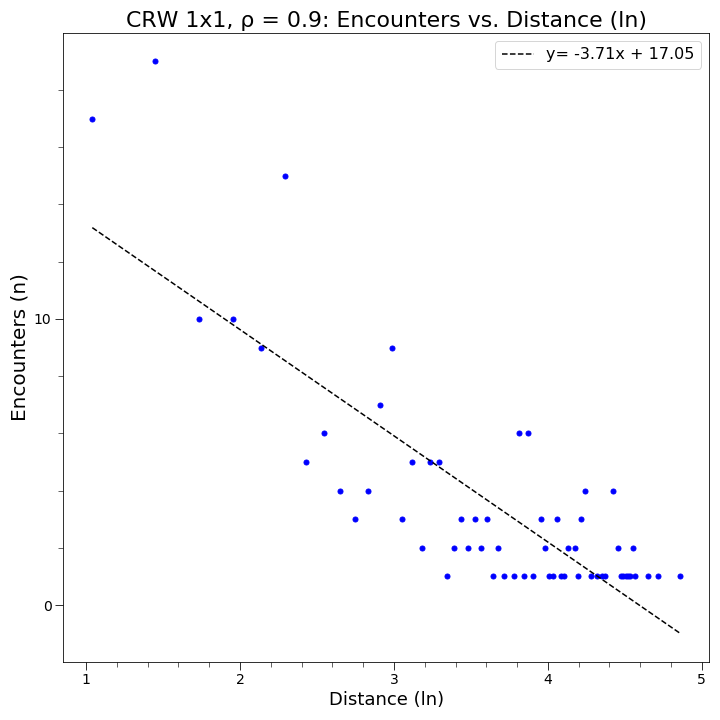 CRW 1x1, ρ = 0.9: Encounters vs. Distance (ln)
y= -3.71x + 17.05
Encounters (n)
10
0
1 2 3 4 5
Distance (ln)